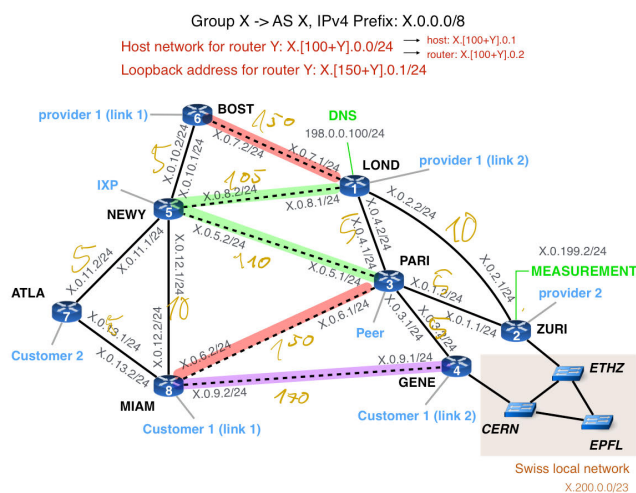 Group X -> AS X, IPv4 Prefix: X.0.0.0/8
Host network for router Y: X.[100+Y].0.0/24
host: X.[100+Y].0.1
router: X.[100+Y].0.2
Loopback address for router Y: X.[150+Y].0.1/24
BOST
DNS
provider 1 (link 1)
6
150
198.0.0.100/24
X.0.7.2/24
X.0.7.1/24
LOND
5
X.0.10.2/24
X.0.10.1/24
provider 1 (link 2)
IXP
105
1
X.0.8.2/24
X.0.8.1/24
X.0.2.2/24
NEWY
5
X.0.4.2/24
X.0.4.1/24
10
X.0.5.2/24
X.0.11.1/24
X.0.12.1/24
110
PARI
X.0.199.2/24
5
X.0.11.2/24
X.0.5.1/24
3
X.0.1.2/24
X.0.2.1/24
MEASUREMENT
ATLA
10
X.0.6.1/24
Peer
X.0.3.1/24
X.0.1.1/24
provider 2
7
X.0.13.1/24
150
X.0.3.2/24
2
ZURI
Customer 2
X.0.13.2/24
X.0.12.2/24
X.0.6.2/24
X.0.9.1/24
4
ETHZ
8
X.0.9.2/24
170
GENE
MIAM
Customer 1 (link 1)
Customer 1 (link 2)
CERN
EPFL
Swiss local network
X.200.0.0/23